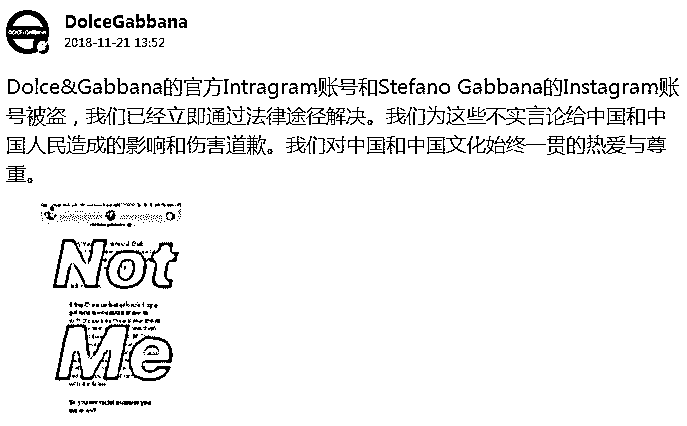 DolceGabbana
2018-11-21 13:52
Dolce&Gabbana的官方Intragram账号和Stefano Gabbana的Instagram账
号被盗，我们已经立即通过法律途径解决。我们为这些不实言论给中国和中
国人民造成的影响和伤害道歉。我们对中国和中国文化始终一贯的热爱与尊
重。
Not
Me